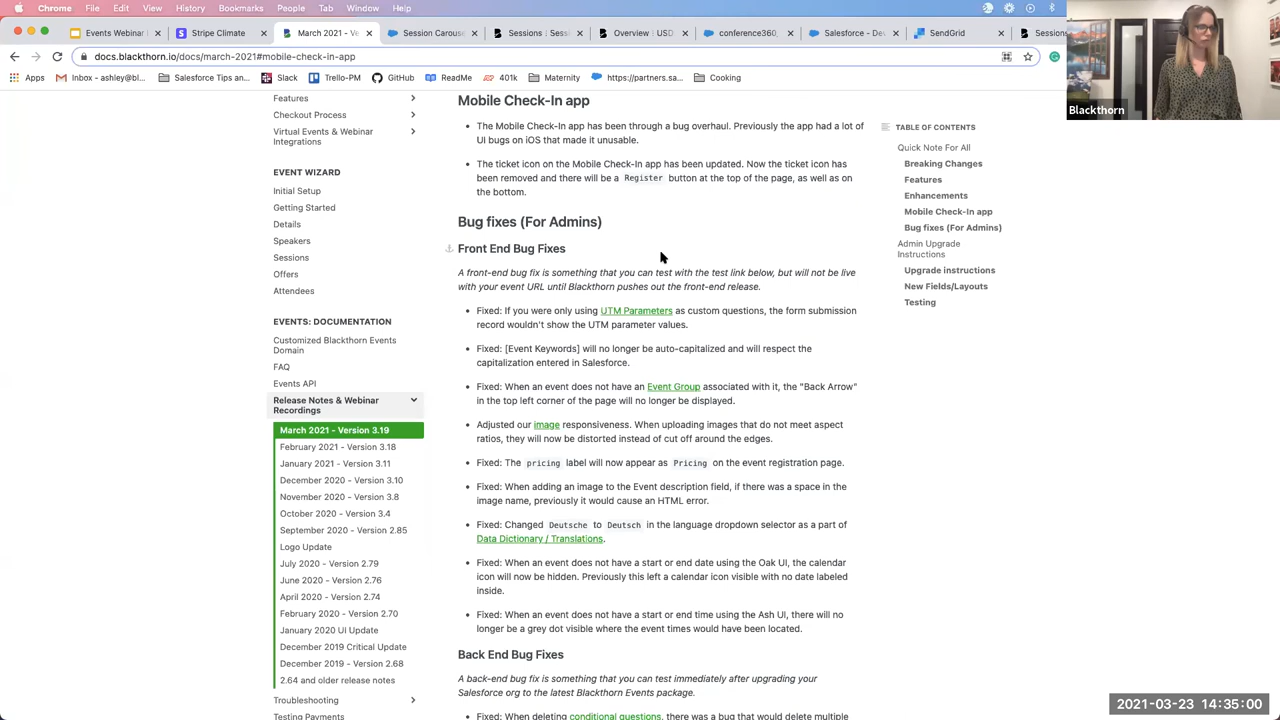 Events Webinar
Stripe Climate
March 2021 - Ve
Session Carous
Sessions
Overview
USD
conference360
Salesforce - De
SendGrid
Session
docs.blackthorn.io/docs/march-2021#mobile-check-in-app
Apps
Inbox - ashley@bl...
Salesforce Tips an...
Slack
Trello-PM
GitHub
ReadMe
401k
Maternity
https://partners.sa...
Cooking
Blackthorn
Features
Checkout Process
Virtual Events & Webinar
Integrations
EVENT WIZARD
Initial Setup
Getting Started
Details
Speakers
Sessions
Offers
Attendees
EVENTS: DOCUMENTATION
Customized Blackthorn Events
Domain
FAQ
Events API
Release Notes & Webinar
Recordings
March 2021 - Version 3.19
February 2021 - Version 3.18
January 2021 - Version 3.11
December 2020 - Version 3.10
November 2020 - Version 3.8
October 2020 - Version 3.4
September 2020 - Version 2.85
Logo Update
July 2020 - Version 2.79
June 2020 - Version 2.76
April 2020 - Version 2.74
February 2020 - Version 2.70
January 2020 UI Update
December 2019 Critical Update
December 2019 - Version 2.68
2.64 and older release notes
Troubleshooting
Testing Payments
Mobile Check-In app
• The Mobile Check-In app has been through a bug overhaul. Previously the app had a lot of
UI bugs on iOS that made it unusable.
• The ticket icon on the Mobile Check-In app has been updated. Now the ticket icon has
been removed and there will be a Register button at the top of the page, as well as on
the bottom.
Bug fixes (For Admins)
Front End Bug Fixes
A front-end bug fix is something that you can test with the test link below, but will not be live
with your event URL until Blackthorn pushes out the front-end release.
• Fixed: If you were only using UTM Parameters as custom questions, the form submission
record wouldn't show the UTM parameter values.
• Fixed: [Event Keywords] will no longer be auto-capitalized and will respect the
capitalization entered in Salesforce.
• Fixed: When an event does not have an Event Group associated with it, the "Back Arrow"
in the top left corner of the page will no longer be displayed.
• Adjusted our image responsiveness. When uploading images that do not meet aspect
ratios, they will now be distorted instead of cut off around the edges.
• Fixed: The pricing label will now appear as Pricing on the event registration page.
• Fixed: When adding an image to the Event description field, if there was a space in the
image name, previously it would cause an HTML error.
• Fixed: Changed Deutsche to Deutsch in the language dropdown selector as a part of
Data Dictionary / Translations.
• Fixed: When an event does not have a start or end date using the Oak UI, the calendar
icon will now be hidden. Previously this left a calendar icon visible with no date labeled
inside.
• Fixed: When an event does not have a start or end time using the Ash UI, there will no
longer be a grey dot visible where the event times would have been located.
Back End Bug Fixes
A back-end bug fix is something that you can test immediately after upgrading your
Salesforce org to the latest Blackthorn Events package.
• Fixed: When deleting conditional questions, there was a bug that would delete multiple
TABLE OF CONTENTS
Quick Note For All
Breaking Changes
Features
Enhancements
Mobile Check-In app
Bug fixes (For Admins)
Admin Upgrade
Instructions
Upgrade instructions
New Fields/Layouts
Testing
2021-03-23 14:35:00